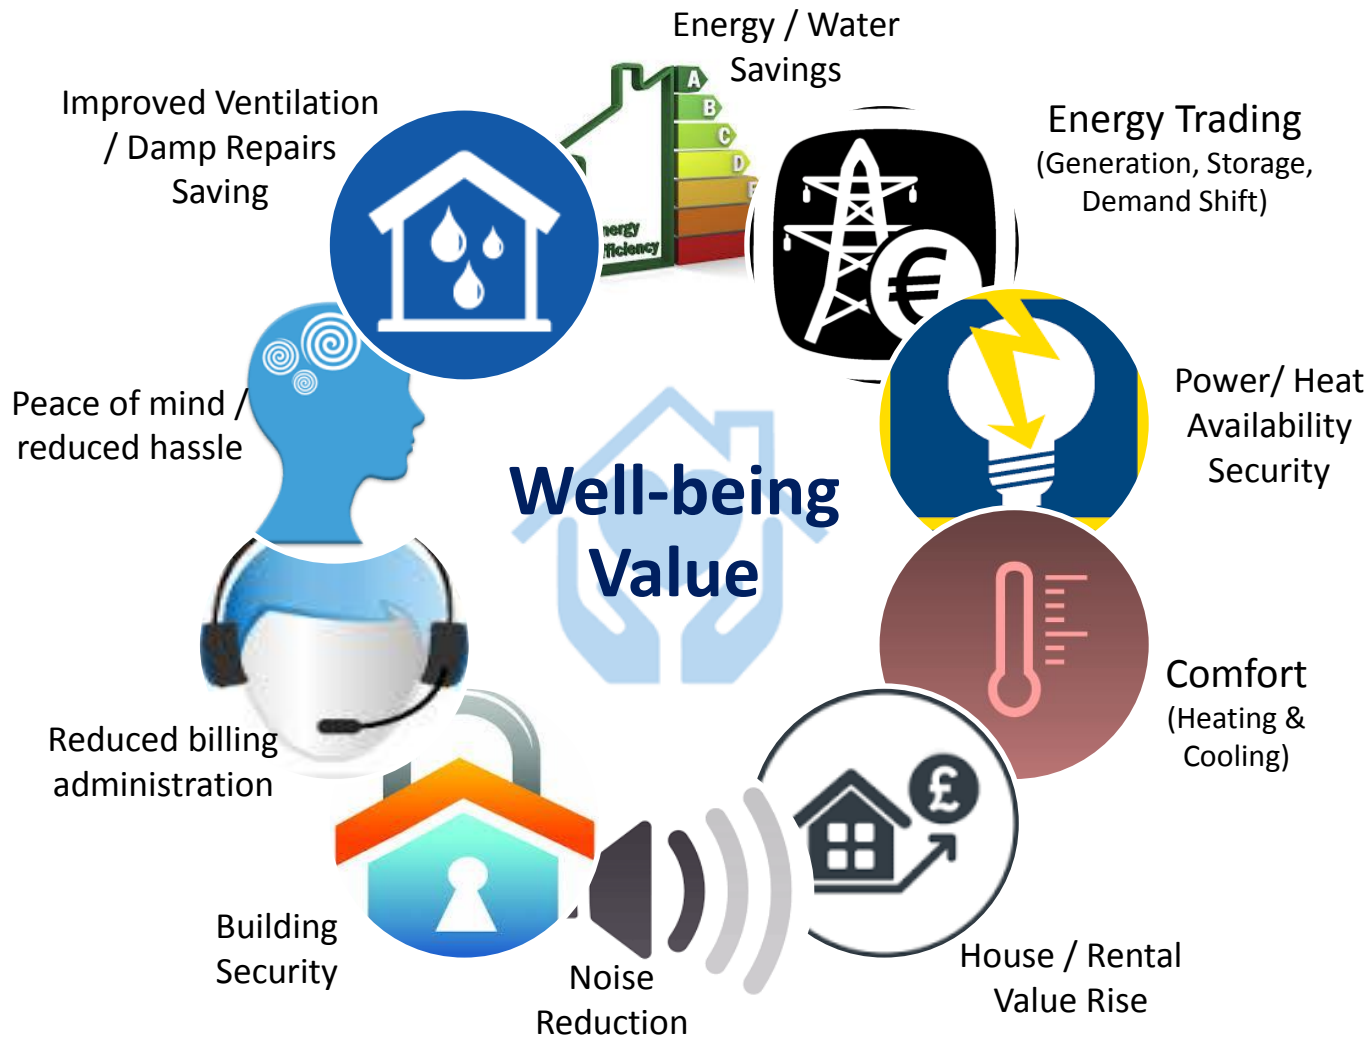 Energy / Water
Savings
A
B
C
D
E
nergy
fficiency
Energy Trading
(Generation, Storage,
Demand Shift)
€
Power/ Heat
Availability
Security
Comfort
(Heating &
Cooling)
£
House / Rental
Value Rise
Noise
Reduction
Building
Security
Reduced billing
administration
Peace of mind /
reduced hassle
Improved Ventilation
/ Damp Repairs
Saving
Well-being
Value